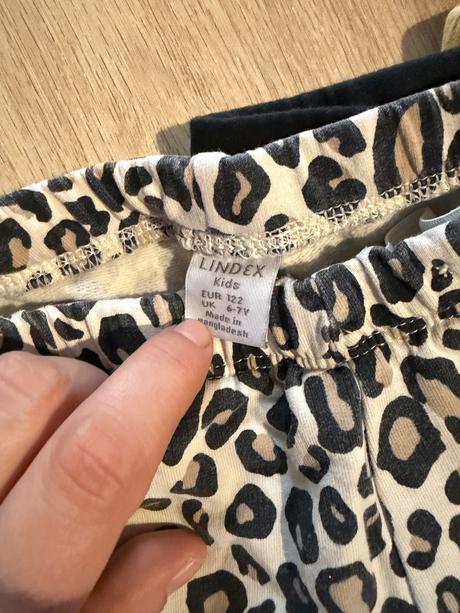 LINDEX
Kids
EUR 122
UK 6-7Y
Made in
Bangladesh